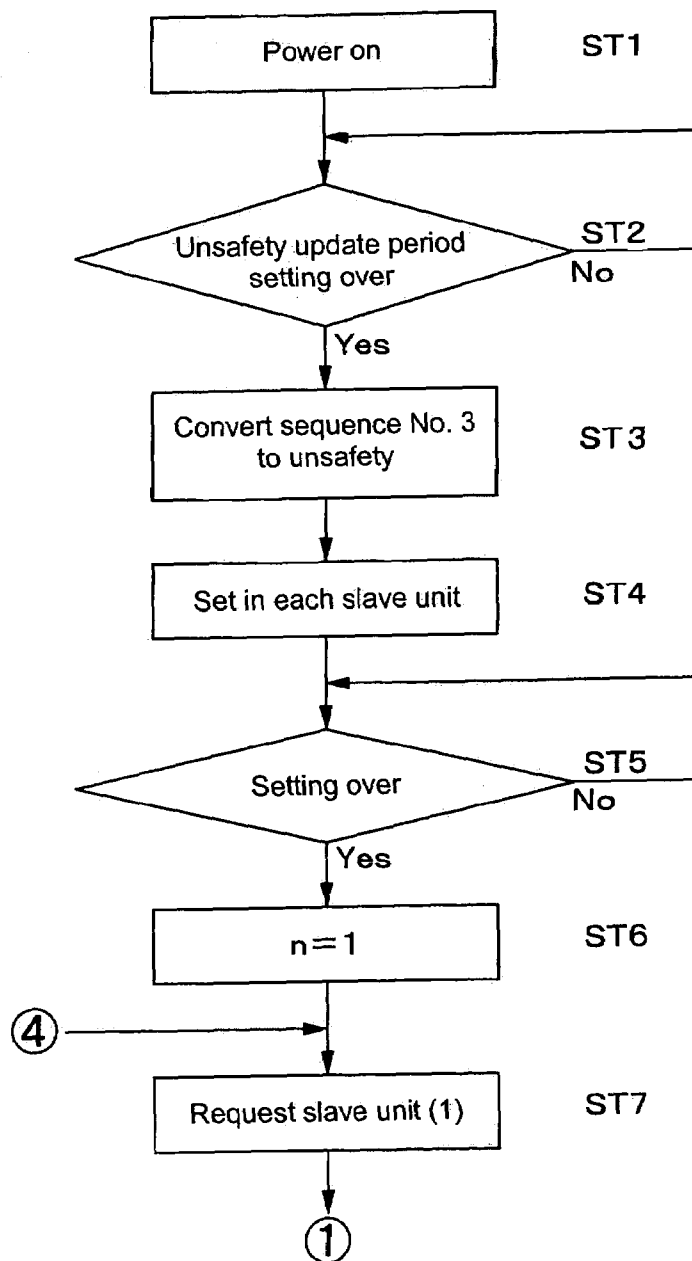 Power on
ST1
Unsafety update period
setting over
ST2
No
Yes
Convert sequence No. 3
to unsafety
ST3
Set in each slave unit
ST4
Setting over
ST5
No
Yes
n=1
ST6
④
Request slave unit (1)
ST7
①